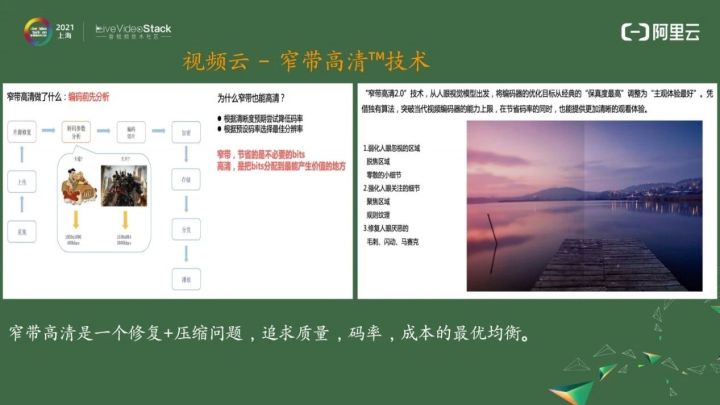 2021
上海
LiveVideoStack
音视频技术社区
阿里云
视频云 - 窄带高清™技术
窄带高清做了什么：编码前先分析
片源修复
转码参数
分析
编码
切片
加密
上传
存储
采集
分发
播放
为什么窄带也能高清？
● 根据清晰度预期尝试降低码率
● 根据预设码率选择最佳分辨率
窄带，节省的是不必要的bits
高清，是把bits分配到最能产生价值的地方
“窄带高清2.0”技术，从人眼视觉模型出发，将编码器的优化目标从经典的“保真度最高”调整为“主观体验最好”。凭
借独有算法，突破当代视频编码器的能力上限，在节省码率的同时，也能提供更加清晰的观看体验。
1.弱化人眼忽视的区域
脱焦区域
零散的小细节
2.强化人眼关注的细节
聚焦区域
规则纹理
3.修复人眼厌恶的
毛刺、闪动、马赛克
窄带高清是一个修复+压缩问题，追求质量，码率，成本的最优均衡。